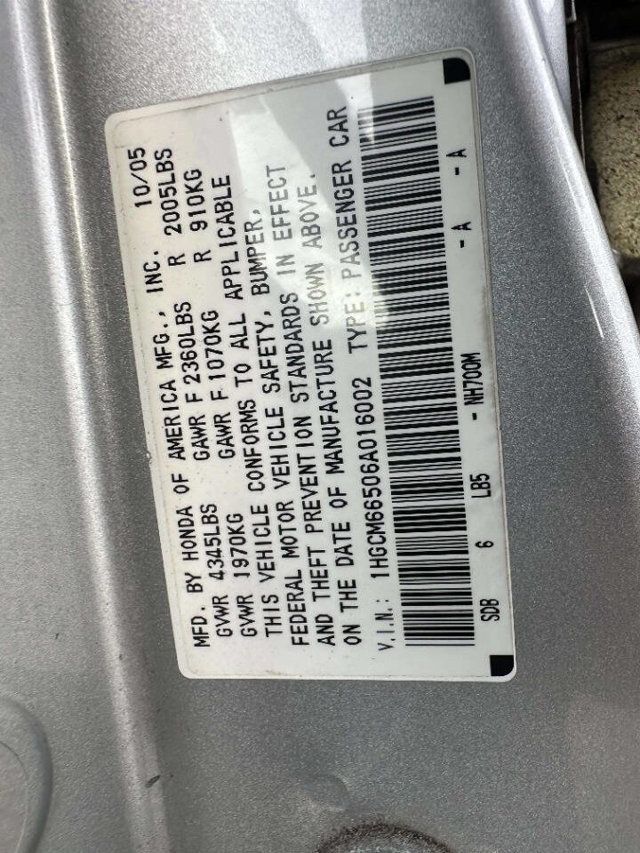 MFD. BY HONDA OF AMERICA MFG., INC. 10/05
GVWR 4345LBS GAWR F 2360LBS R 2005LBS
GVWR 1970KG GAWR F 1070KG R 910KG
THIS VEHICLE CONFORMS TO ALL APPLICABLE
FEDERAL MOTOR VEHICLE SAFETY, BUMPER,
AND THEFT PREVENTION STANDARDS IN EFFECT
ON THE DATE OF MANUFACTURE SHOWN ABOVE.
V.I.N.: 1HGCM66506A016002 TYPE: PASSENGER CAR
SDB 6 LB5 - NH700M - A - A